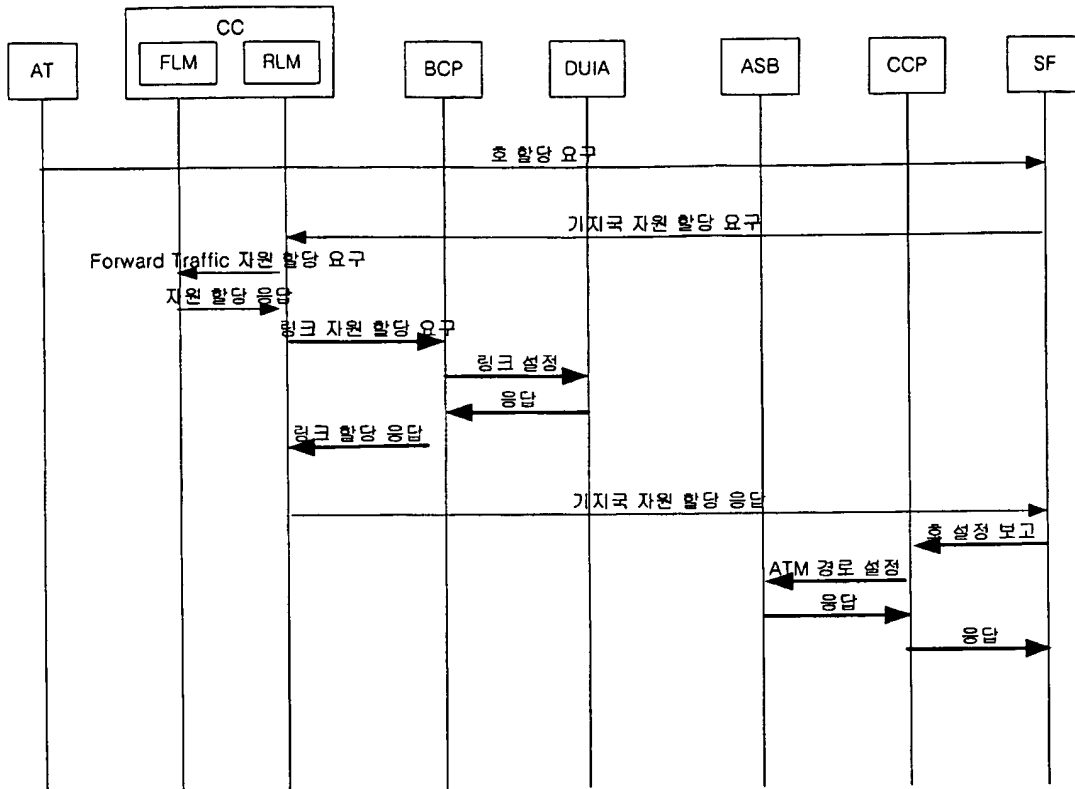 CC
AT
FLM
RLM
BCP
DUIA
ASB
CCP
SF
호 할당 요구
기지국 자원 할당 요구
Forward Traffic 자원 할당 요구
자원 할당 응답
링크 자원 할당 요구
링크 설정
응답
링크 할당 응답
기지국 자원 할당 응답
호 설정 보고
ATM 경로 설정
응답
응답